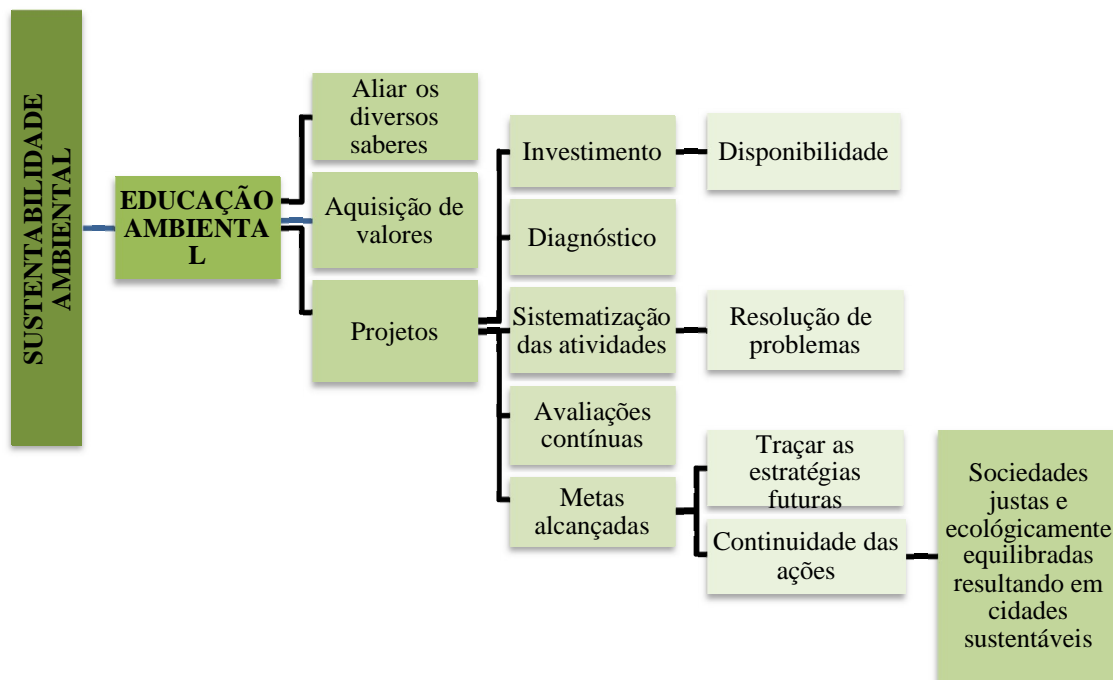 SUSTENTABILIDADE
AMBIENTAL
EDUCAÇÃO
AMBIENTA
L
Aliar os
diversos
saberes
Aquisição de
valores
Projetos
Investimento
Disponibilidade
Diagnóstico
Sistematização
das atividades
Resolução de
problemas
Avaliações
contínuas
Metas
alcançadas
Traçar as
estratégias
futuras
Continuidade das
ações
Sociedades
justas e
ecológicamente
equilibradas
resultando em
cidades
sustentáveis